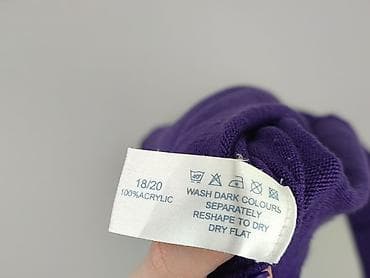 18/20
100%ACRYLIC
WASH DARK COLOURS
SEPARATELY
RESHAPE TO DRY
DRY FLAT